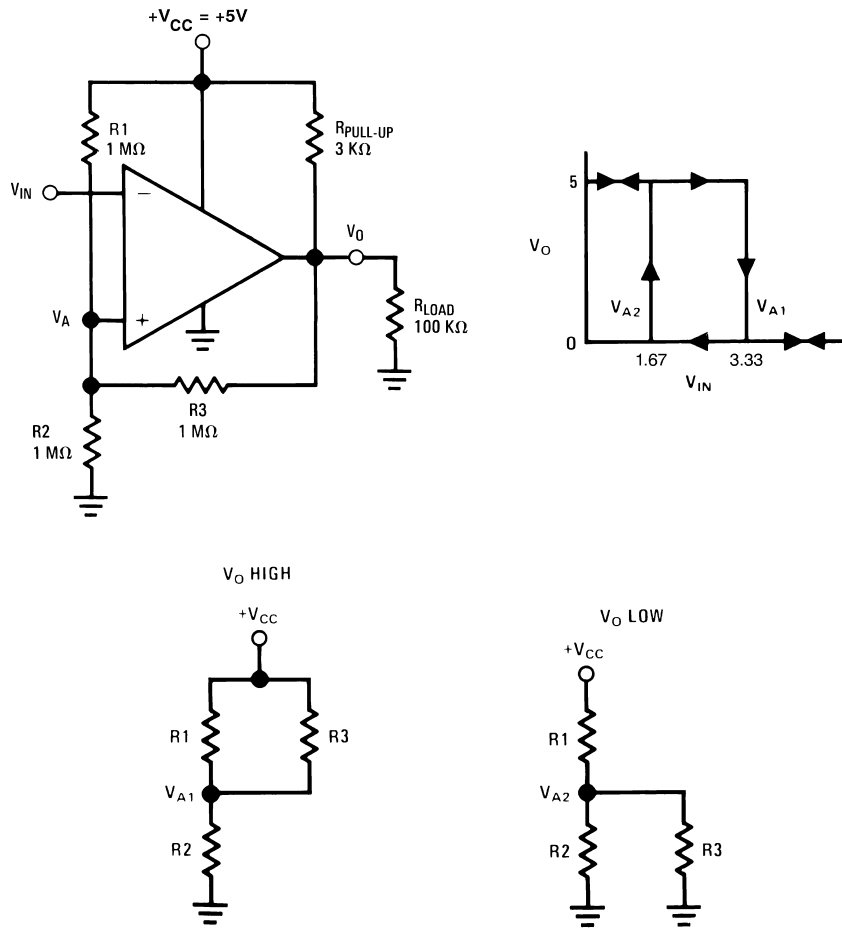 +VCC = +5V
R1
1 MΩ
RPULL-UP
3 KΩ
VIN
−
VO
VA
+
RLOAD
100 KΩ
R3
1 MΩ
R2
1 MΩ
5
VO
VA2
VA1
0
1.67
3.33
VIN
VO HIGH
+VCC
R1
R3
VA1
R2
VO LOW
+VCC
R1
VA2
R2
R3